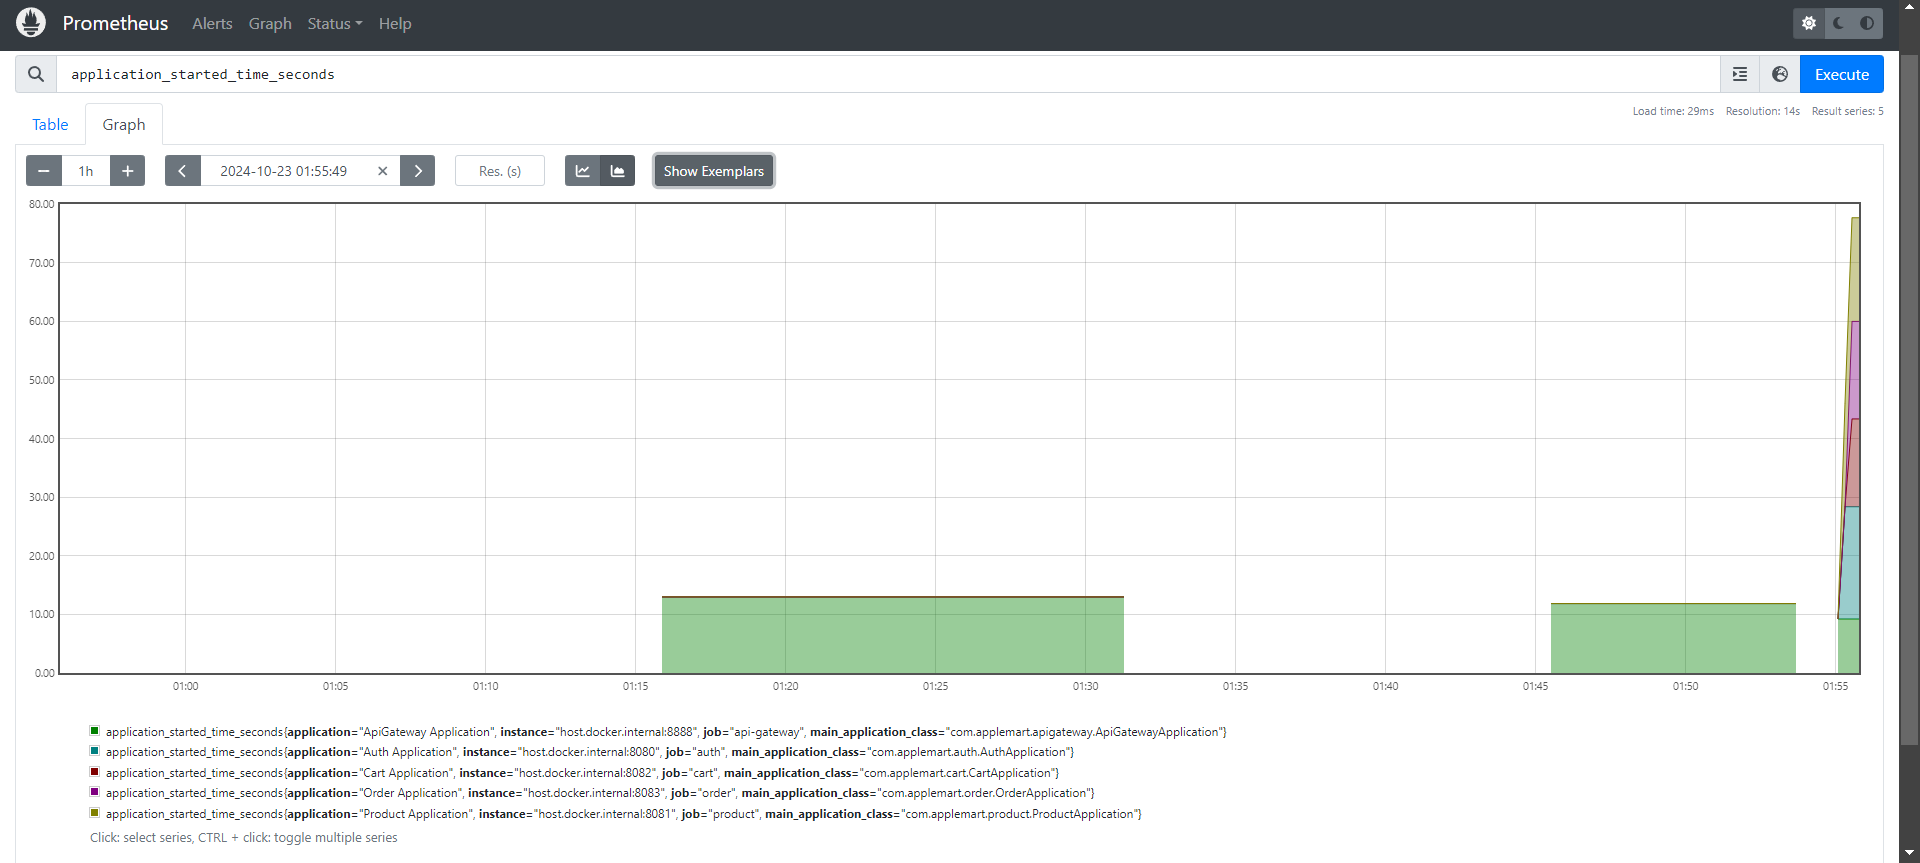 Prometheus Alerts Graph Status Help
application_started_time_seconds Execute
Load time: 29ms Resolution: 14s Result series: 5
Table Graph
1h 2024-10-23 01:55:49 Res. (s) Show Exemplars
80.00
70.00
60.00
50.00
40.00
30.00
20.00
10.00
0.00
01:00 01:05 01:10 01:15 01:20 01:25 01:30 01:35 01:40 01:45 01:50 01:55
application_started_time_seconds{application="ApiGateway Application", instance="host.docker.internal:8888", job="api-gateway", main_application_class="com.applemart.apigateway.ApiGatewayApplication"}
application_started_time_seconds{application="Auth Application", instance="host.docker.internal:8080", job="auth", main_application_class="com.applemart.auth.AuthApplication"}
application_started_time_seconds{application="Cart Application", instance="host.docker.internal:8082", job="cart", main_application_class="com.applemart.cart.CartApplication"}
application_started_time_seconds{application="Order Application", instance="host.docker.internal:8083", job="order", main_application_class="com.applemart.order.OrderApplication"}
application_started_time_seconds{application="Product Application", instance="host.docker.internal:8081", job="product", main_application_class="com.applemart.product.ProductApplication"}
Click: select series, CTRL + click: toggle multiple series